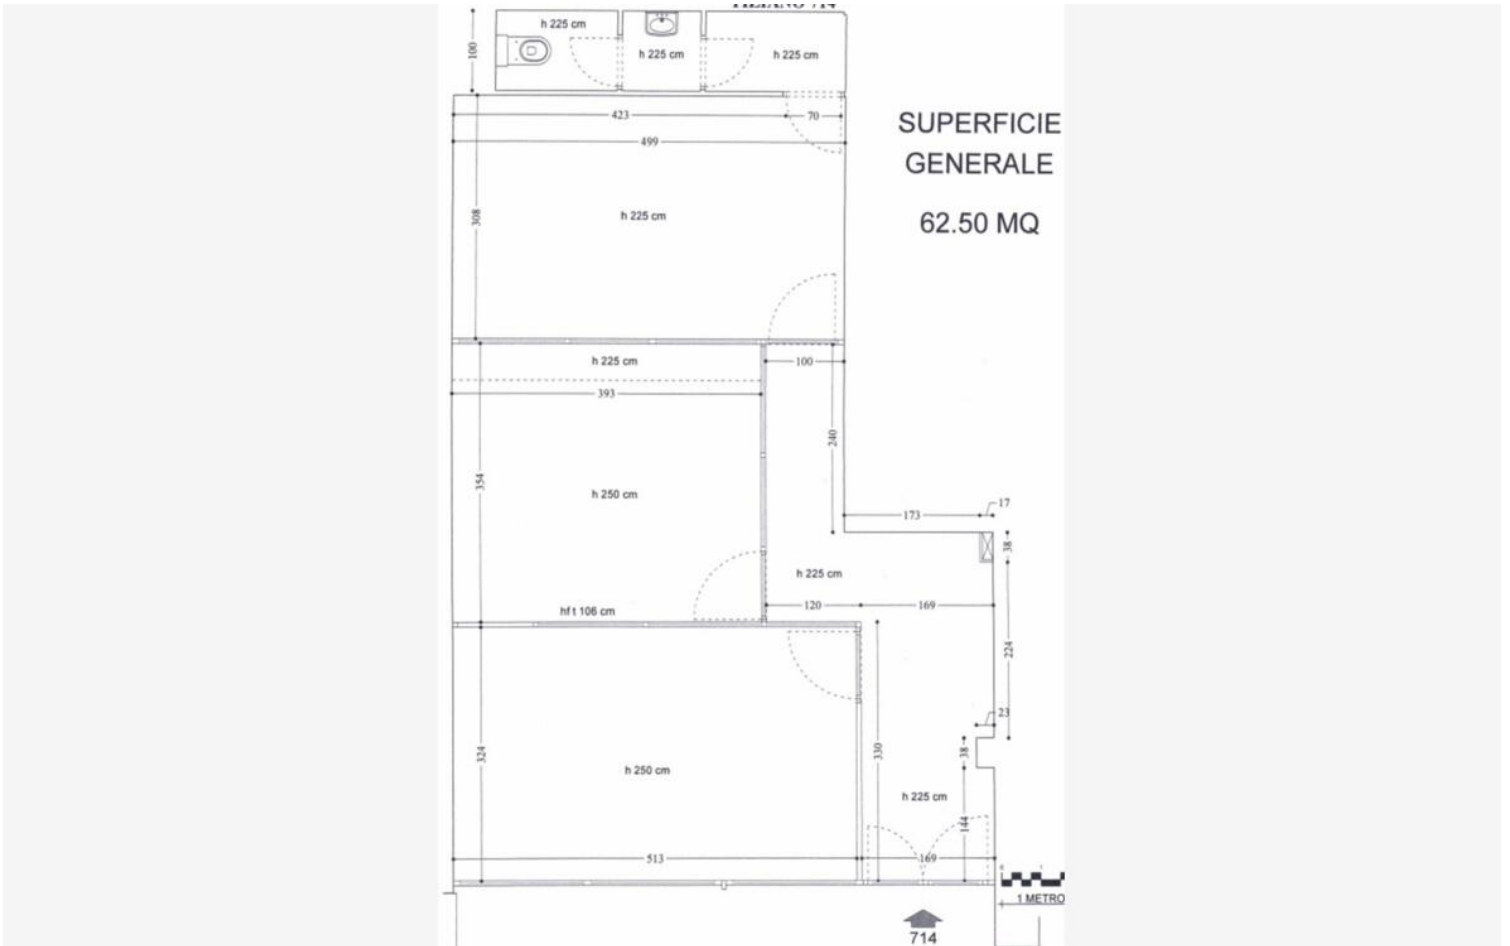 h 225 cm
h 225 cm
h 225 cm
100
423
70
499
SUPERFICIE
GENERALE
62.50 MQ
308
h 225 cm
h 225 cm
100
393
240
354
h 250 cm
173
17
38
h 225 cm
hf t 106 cm
120
169
224
23
324
330
38
h 250 cm
h 225 cm
144
513
169
1 METRO
714